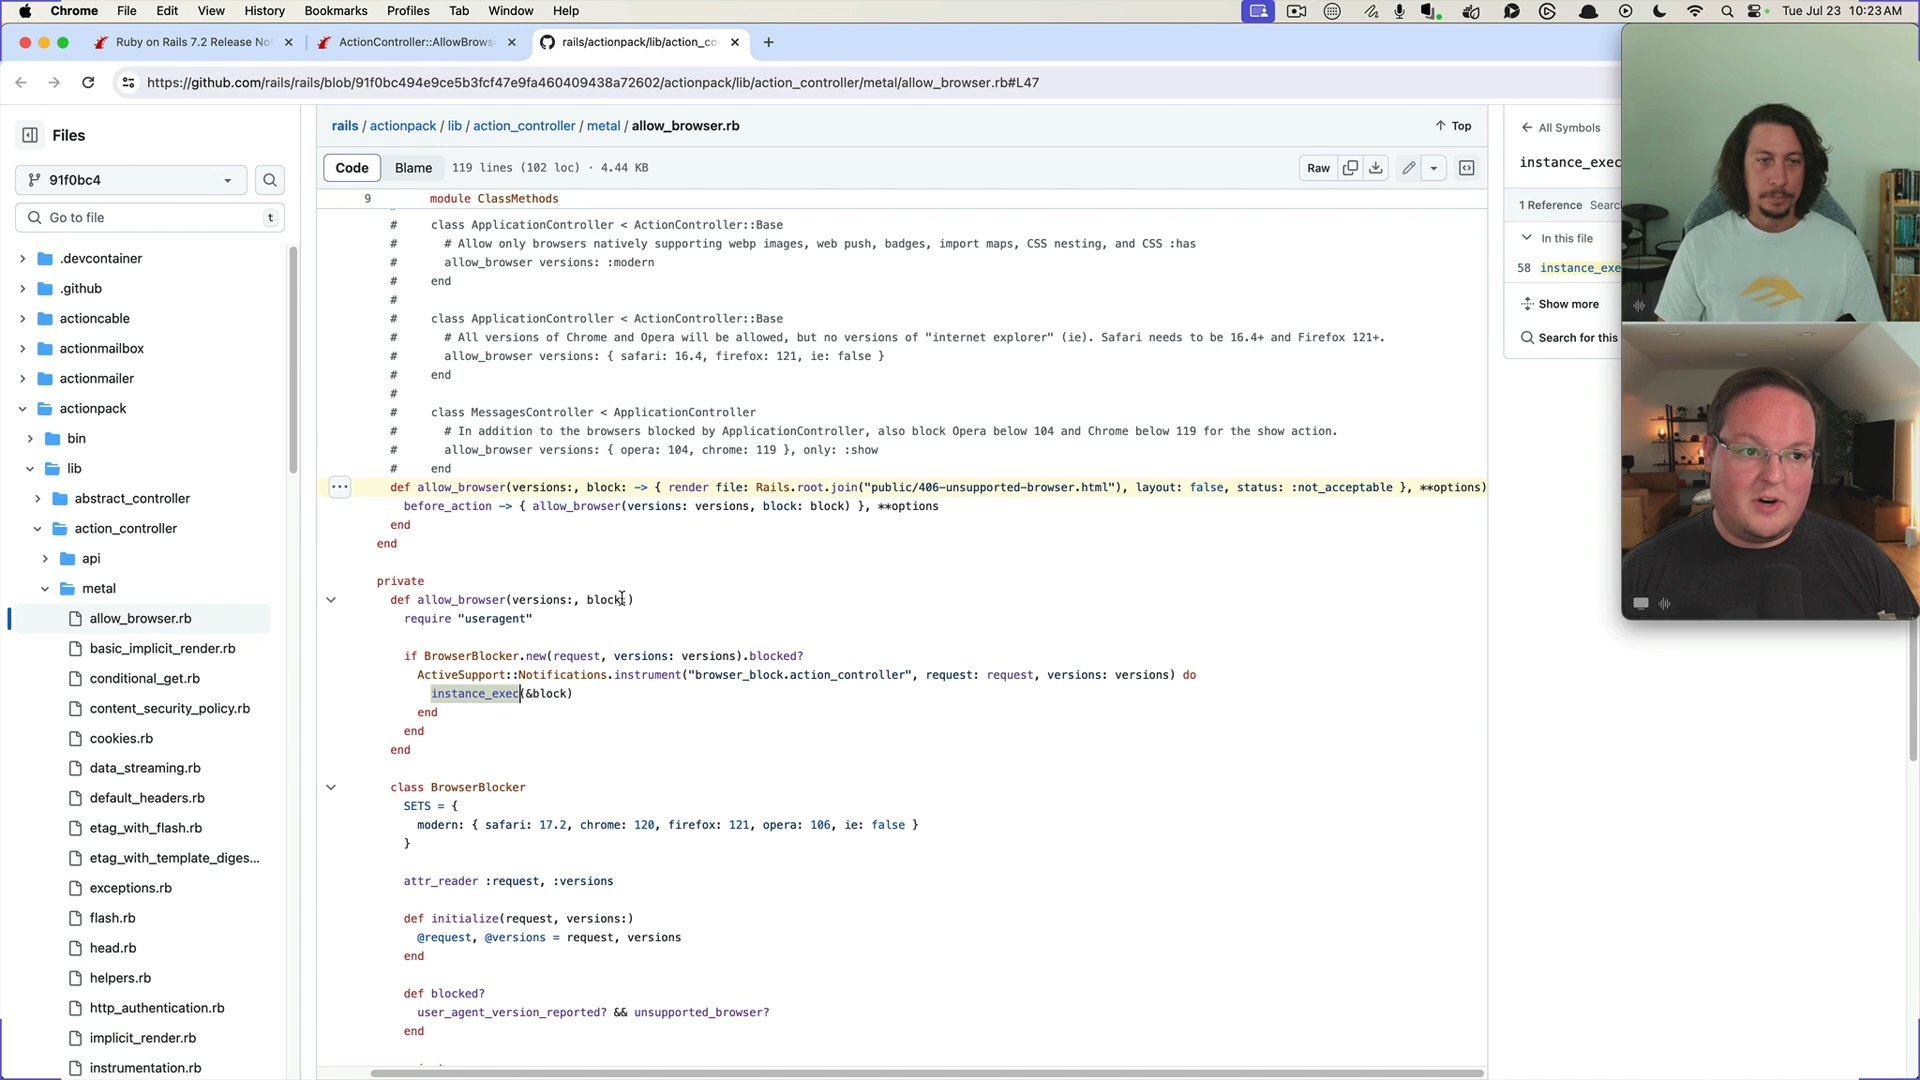 Chrome File Edit View History Bookmarks Profiles Tab Window Help Tue Jul 23 10:23 AM
Ruby on Rails 7.2 Release No
ActionController::AllowBrows
rails/actionpack/lib/action_co
https://github.com/rails/rails/blob/91f0bc494e9ce5b3fcf47e9fa460409438a72602/actionpack/lib/action_controller/metal/allow_browser.rb#L47
Files
91f0bc4
Go to file t
.devcontainer
.github
actioncable
actionmailbox
actionmailer
actionpack
bin
lib
abstract_controller
action_controller
api
metal
allow_browser.rb
basic_implicit_render.rb
conditional_get.rb
content_security_policy.rb
cookies.rb
data_streaming.rb
default_headers.rb
etag_with_flash.rb
etag_with_template_diges...
exceptions.rb
flash.rb
head.rb
helpers.rb
http_authentication.rb
implicit_render.rb
instrumentation.rb
rails / actionpack / lib / action_controller / metal / allow_browser.rb
Top
Code Blame 119 lines (102 loc) · 4.44 KB
Raw
9 module ClassMethods
# class ApplicationController < ActionController::Base
# # Allow only browsers natively supporting webp images, web push, badges, import maps, CSS nesting, and CSS :has
# allow_browser versions: :modern
# end
#
# class ApplicationController < ActionController::Base
# # All versions of Chrome and Opera will be allowed, but no versions of "internet explorer" (ie). Safari needs to be 16.4+ and Firefox 121+.
# allow_browser versions: { safari: 16.4, firefox: 121, ie: false }
# end
#
# class MessagesController < ApplicationController
# # In addition to the browsers blocked by ApplicationController, also block Opera below 104 and Chrome below 119 for the show action.
# allow_browser versions: { opera: 104, chrome: 119 }, only: :show
# end
def allow_browser(versions:, block: -> { render file: Rails.root.join("public/406-unsupported-browser.html"), layout: false, status: :not_acceptable }, **options)
before_action -> { allow_browser(versions: versions, block: block) }, **options
end
end
private
def allow_browser(versions:, block:)
require "useragent"
if BrowserBlocker.new(request, versions: versions).blocked?
ActiveSupport::Notifications.instrument("browser_block.action_controller", request: request, versions: versions) do
instance_exec(&block)
end
end
end
class BrowserBlocker
SETS = {
modern: { safari: 17.2, chrome: 120, firefox: 121, opera: 106, ie: false }
}
attr_reader :request, :versions
def initialize(request, versions:)
@request, @versions = request, versions
end
def blocked?
user_agent_version_reported? && unsupported_browser?
end
All Symbols
instance_exec
1 Reference Searc
In this file
58 instance_exe
Show more
Search for this